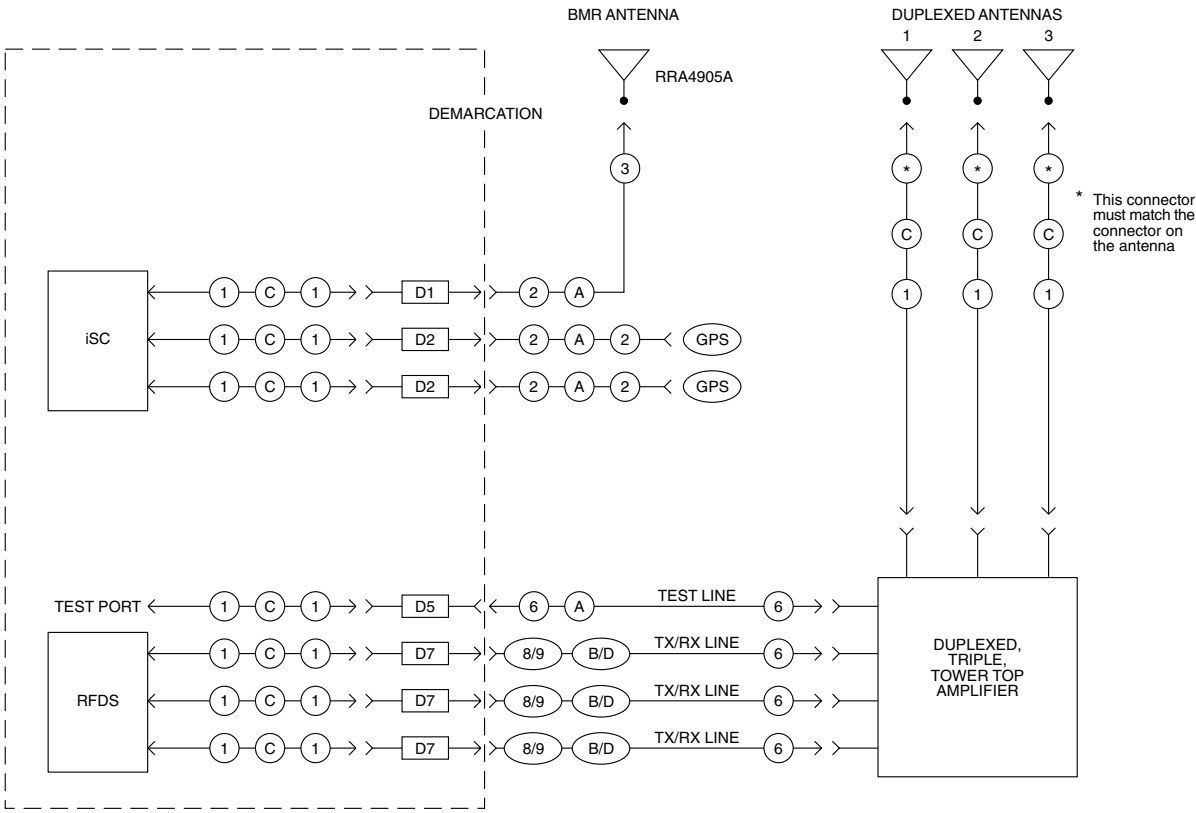 BMR ANTENNA
DUPLEXED ANTENNAS
1 2 3
RRA4905A
DEMARCATION
3
* * *
* This connector
must match the
connector on
the antenna
C C C
1 1 1
iSC
1 C 1 D1 2 A
1 C 1 D2 2 A 2 GPS
1 C 1 D2 2 A 2 GPS
TEST PORT 1 C 1 D5 6 A TEST LINE 6
RFDS
1 C 1 D7 8/9 B/D TX/RX LINE 6
1 C 1 D7 8/9 B/D TX/RX LINE 6
1 C 1 D7 8/9 B/D TX/RX LINE 6
DUPLEXED,
TRIPLE,
TOWER TOP
AMPLIFIER